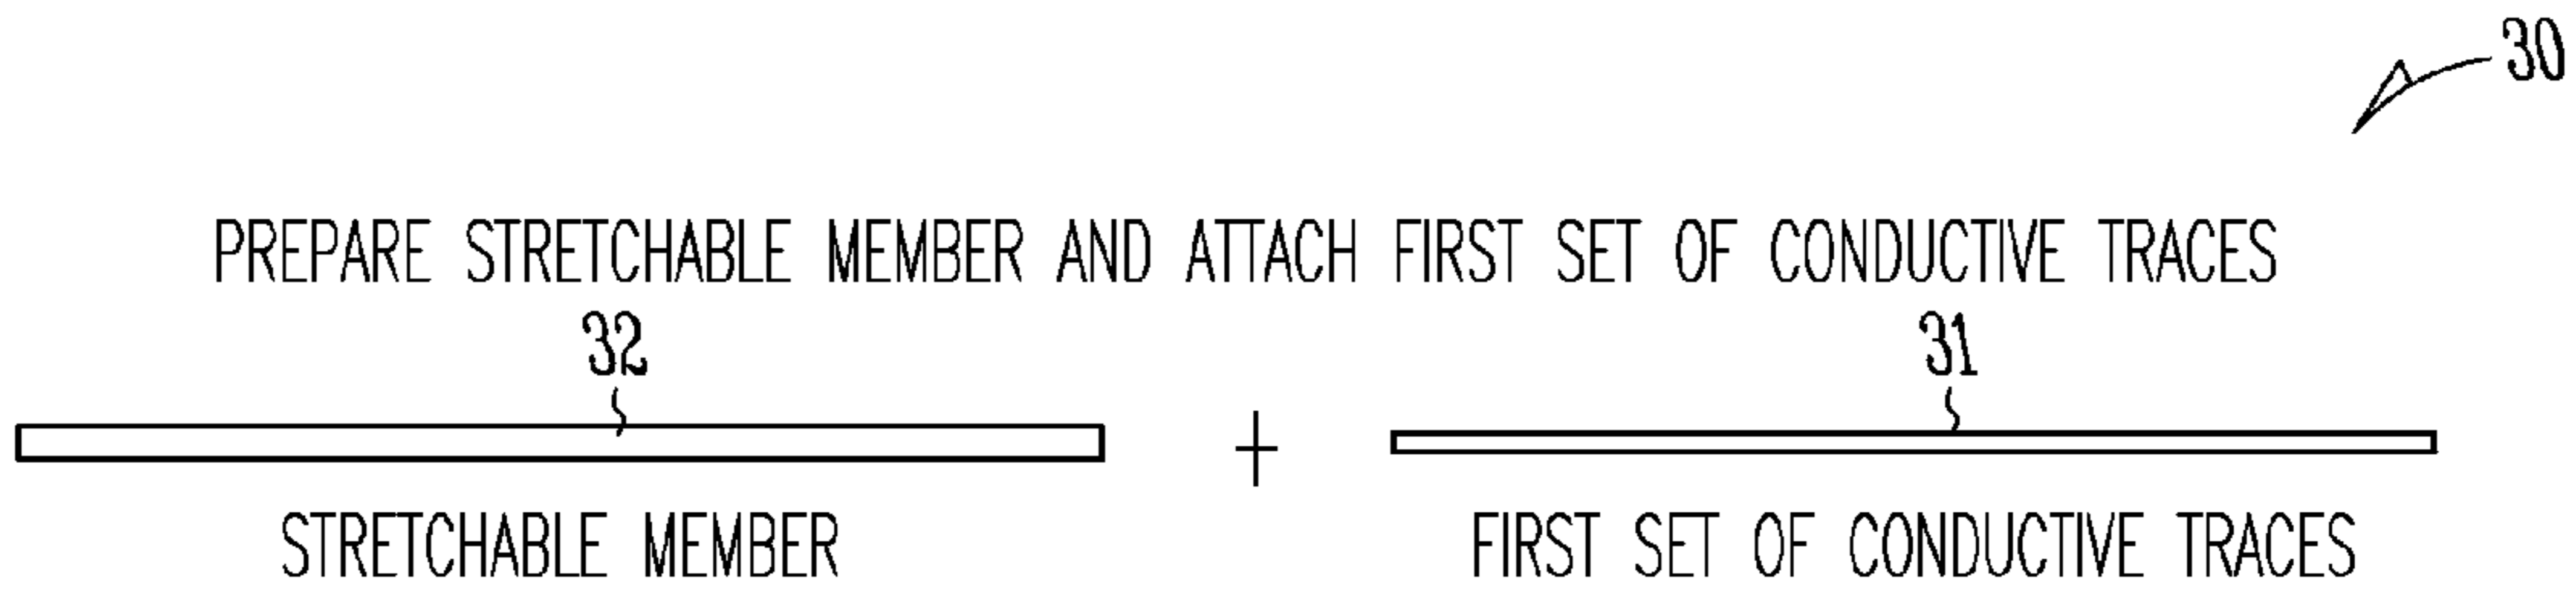 30
PREPARE STRETCHABLE MEMBER AND ATTACH FIRST SET OF CONDUCTIVE TRACES
32
31
+
STRETCHABLE MEMBER
FIRST SET OF CONDUCTIVE TRACES